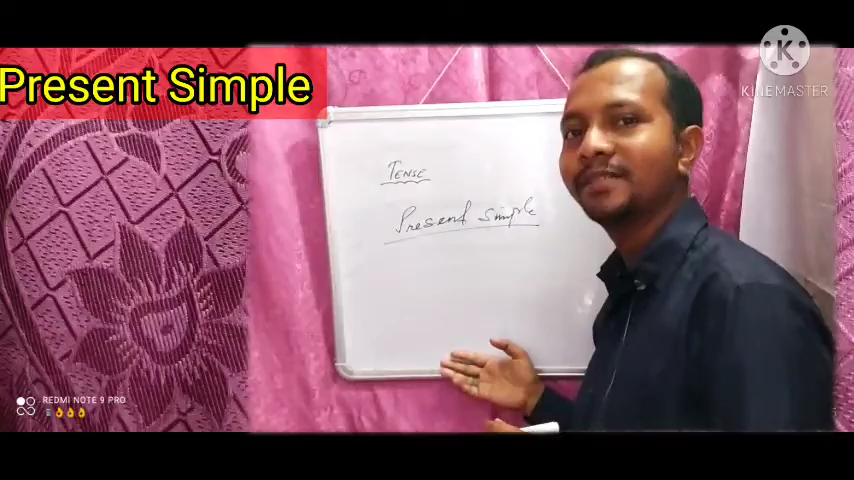 Present Simple
KINEMASTER
TENSE
Present Simple
REDMI NOTE 9 PRO